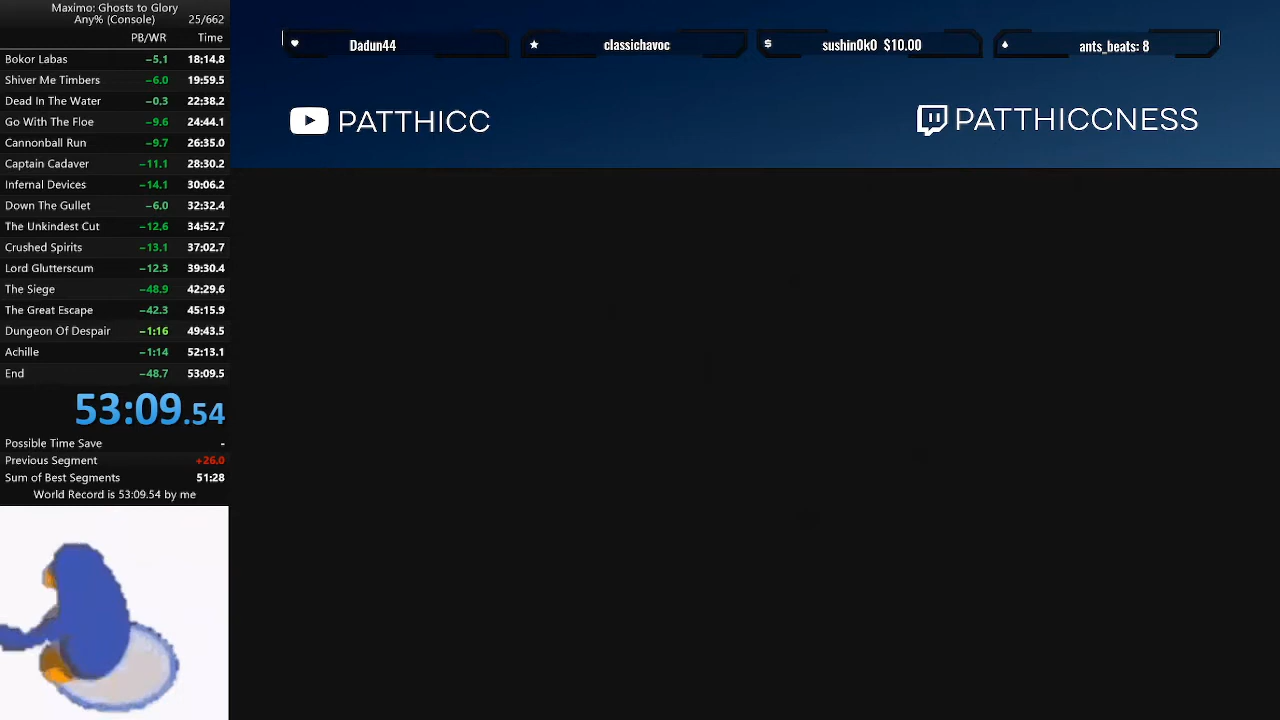 Maximo: Ghosts to Glory
Any% (Console) 25/662
PB/WR Time
Bokor Labas −5.1 18:14.8
Shiver Me Timbers −6.0 19:59.5
Dead In The Water −0.3 22:38.2
Go With The Floe −9.6 24:44.1
Cannonball Run −9.7 26:35.0
Captain Cadaver −11.1 28:30.2
Infernal Devices −14.1 30:06.2
Down The Gullet −6.0 32:32.4
The Unkindest Cut −12.6 34:52.7
Crushed Spirits −13.1 37:02.7
Lord Glutterscum −12.3 39:30.4
The Siege −48.9 42:29.6
The Great Escape −42.3 45:15.9
Dungeon Of Despair −1:16 49:43.5
Achille −1:14 52:13.1
End −48.7 53:09.5
53:09.54
Possible Time Save -
Previous Segment +26.0
Sum of Best Segments 51:28
World Record is 53:09.54 by me
Dadun44 classichavoc sushin0k0 $10.00 ants_beats: 8
PATTHICC PATTHICCNESS